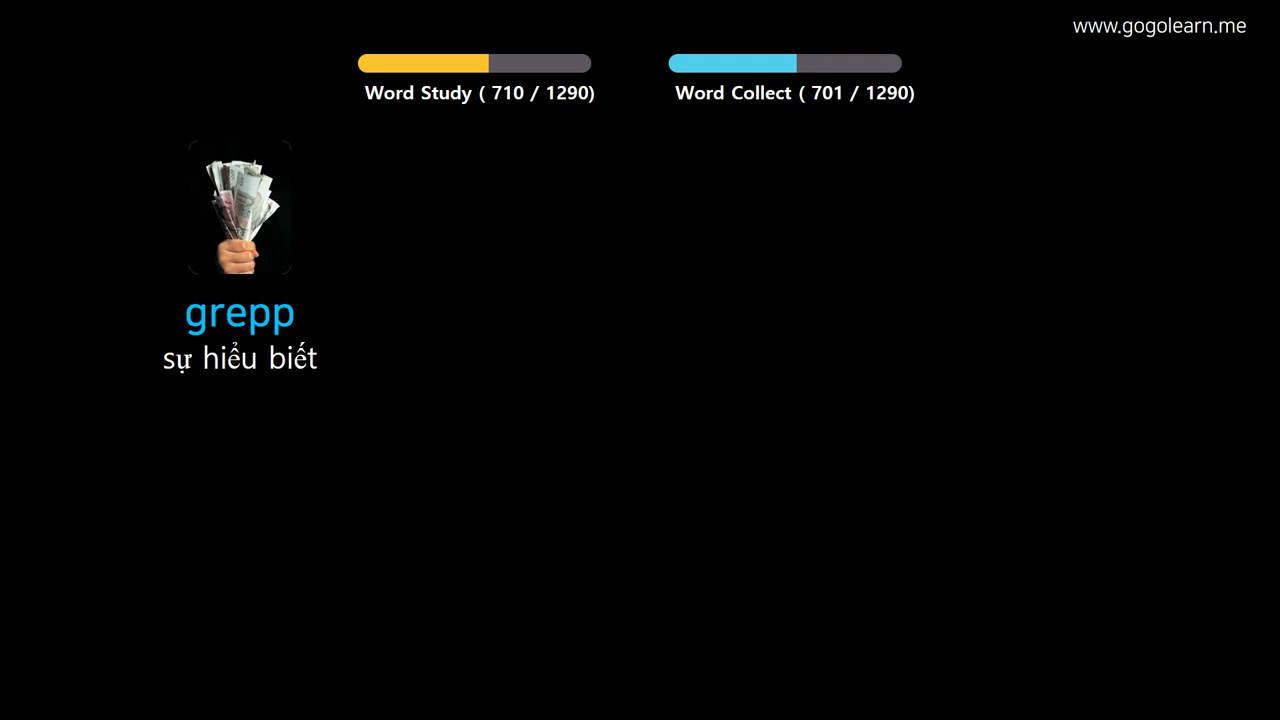 www.gogolearn.me
Word Study ( 710 / 1290)
Word Collect ( 701 / 1290)
grepp
sự hiểu biết